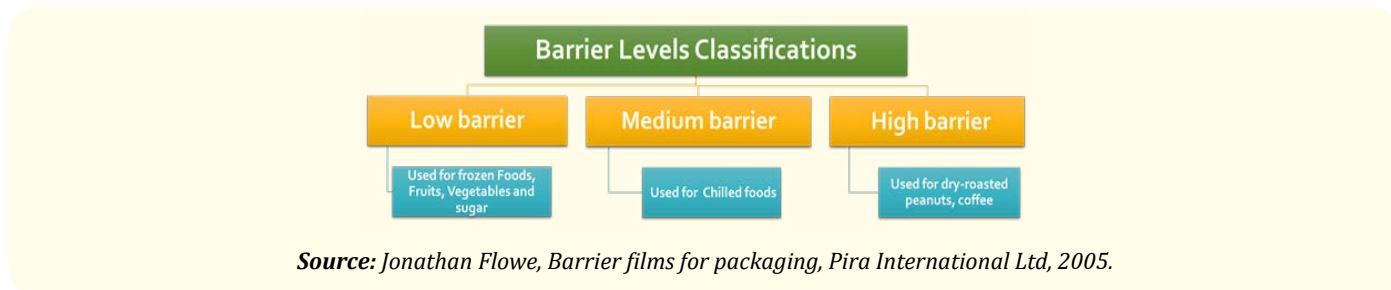 Barrier Levels Classifications
Low barrier
Medium barrier
High barrier
Used for frozen Foods,
Fruits, Vegetables and
sugar
Used for Chilled foods
Used for dry-roasted
peanuts, coffee
Source: Jonathan Flowe, Barrier films for packaging, Pira International Ltd, 2005.